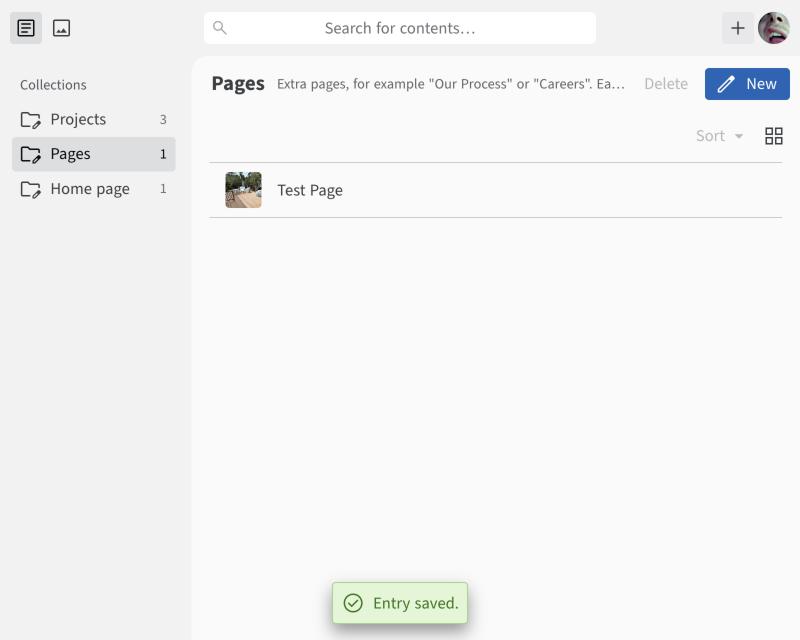 Search for contents…
Collections
Projects 3
Pages 1
Home page 1
Pages Extra pages, for example "Our Process" or "Careers". Ea… Delete New
Sort
Test Page
Entry saved.